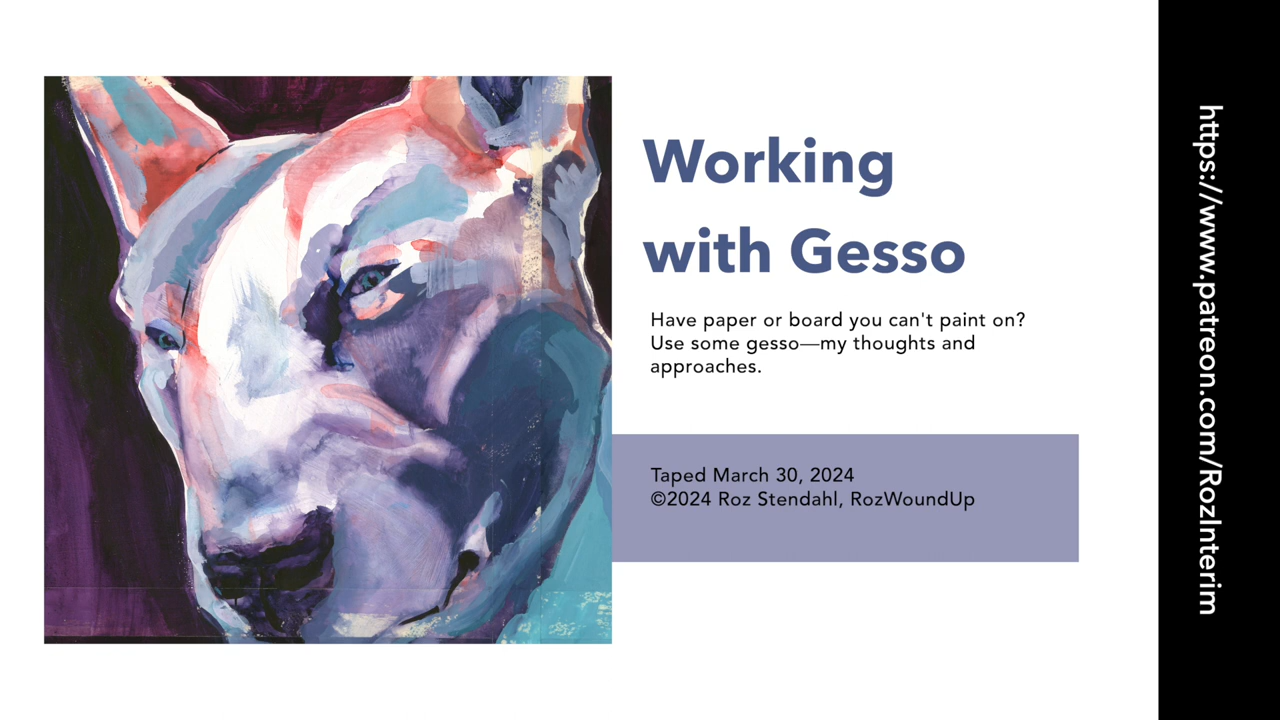 Working
with Gesso
Have paper or board you can't paint on?
Use some gesso—my thoughts and
approaches.
Taped March 30, 2024
©2024 Roz Stendahl, RozWoundUp
https://www.patreon.com/RozInterim